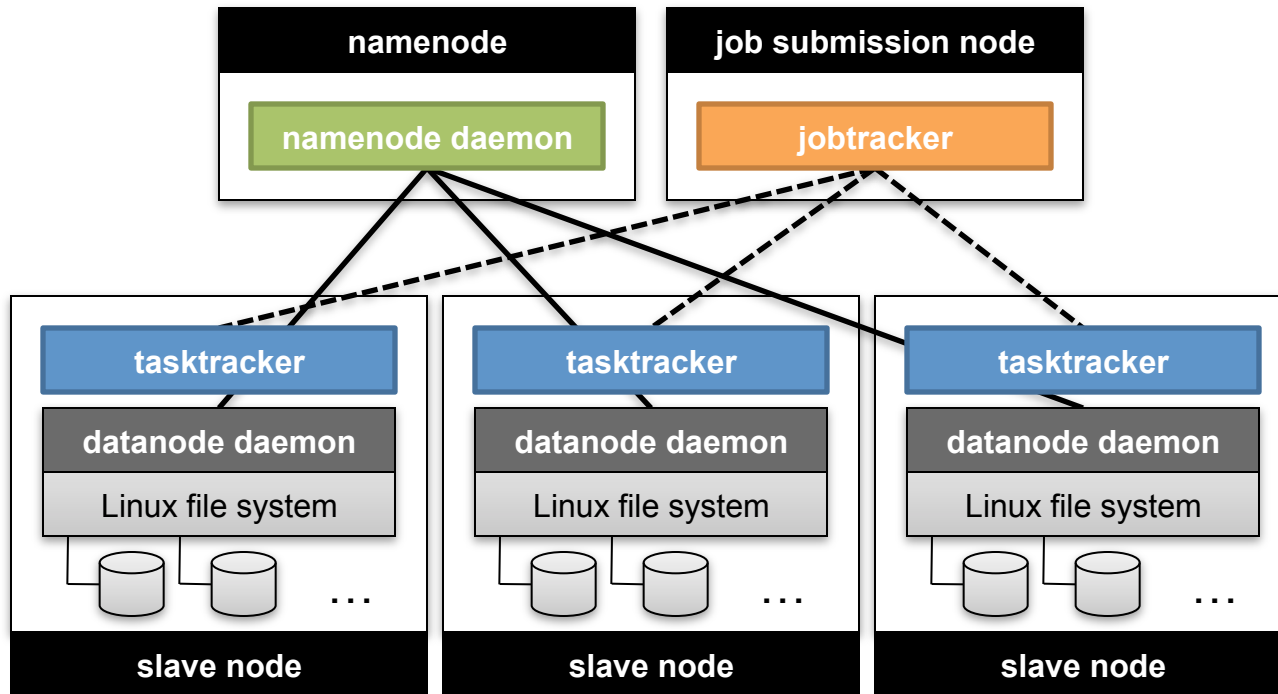 namenode
job submission node
namenode daemon
jobtracker
tasktracker
tasktracker
tasktracker
datanode daemon
datanode daemon
datanode daemon
Linux file system
Linux file system
Linux file system
...
...
...
slave node
slave node
slave node